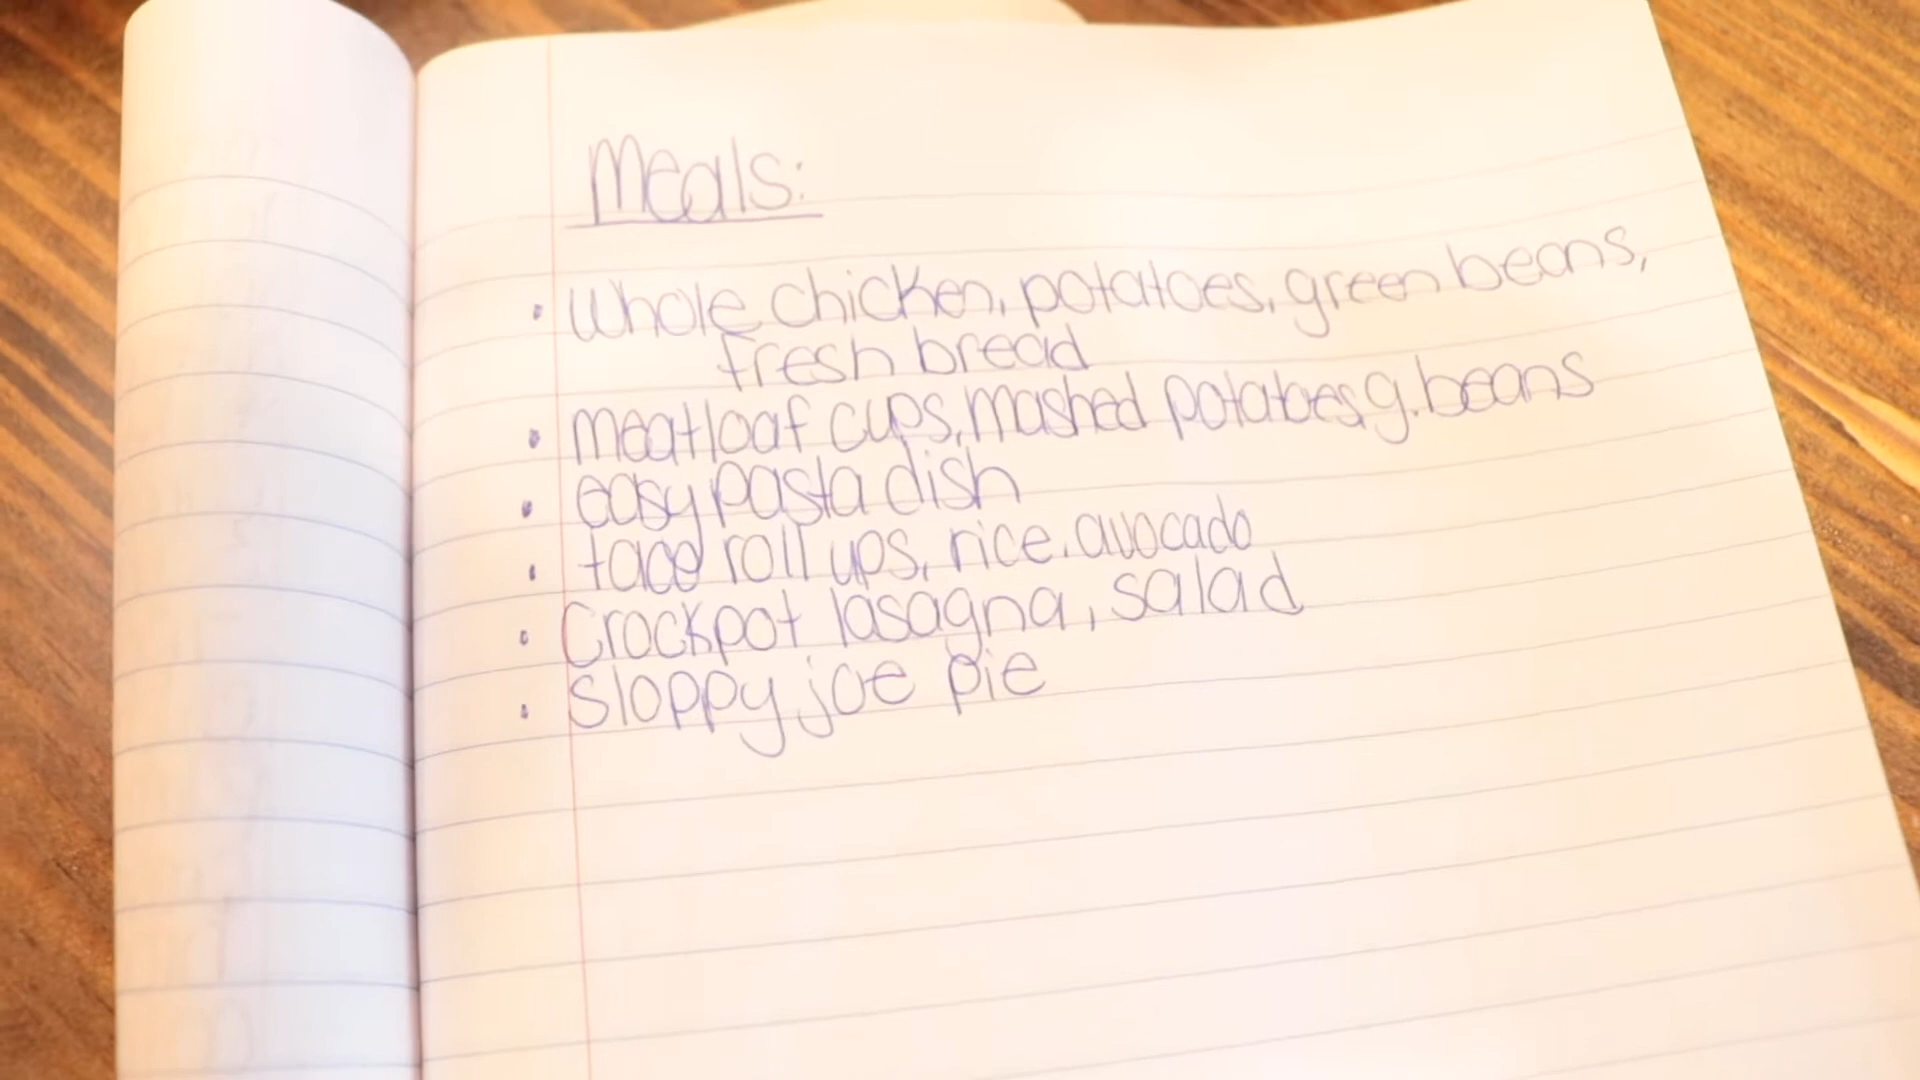 Meals:
• Whole chicken, potatoes, green beans,
fresh bread
• meatloaf cups, mashed potatoes, g. beans
• easy pasta dish
• taco roll ups, rice, avocado
• Crockpot lasagna, salad
• Sloppy joe pie